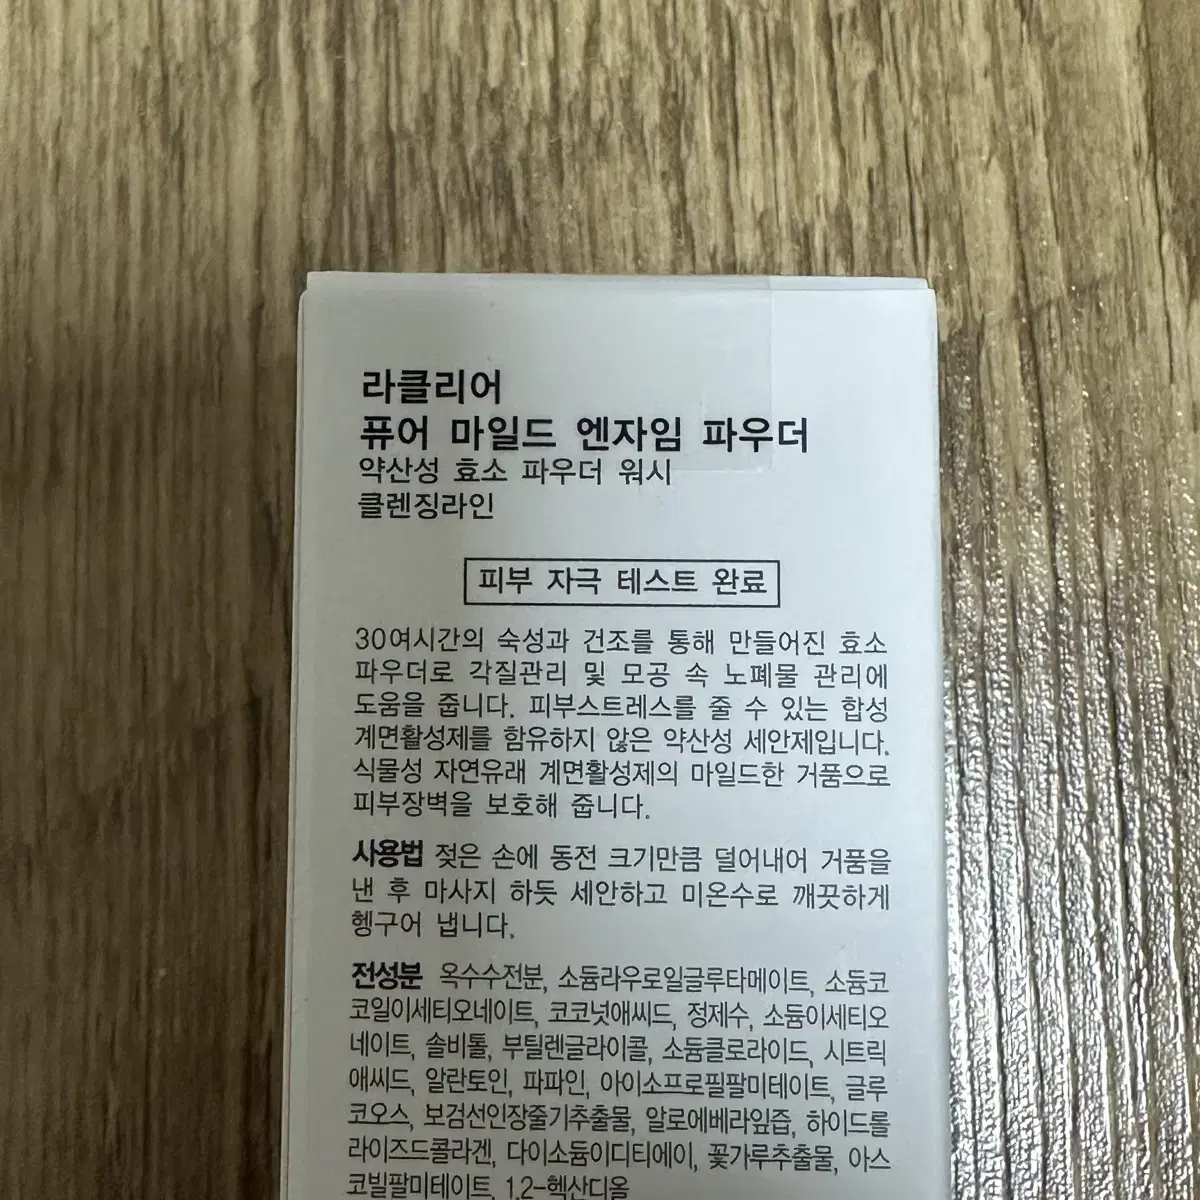 라클리어
퓨어 마일드 엔자임 파우더
약산성 효소 파우더 워시
클렌징라인
피부 자극 테스트 완료
30여시간의 숙성과 건조를 통해 만들어진 효소
파우더로 각질관리 및 모공 속 노폐물 관리에
도움을 줍니다. 피부스트레스를 줄 수 있는 합성
계면활성제를 함유하지 않은 약산성 세안제입니다.
식물성 자연유래 계면활성제의 마일드한 거품으로
피부장벽을 보호해 줍니다.
사용법 젖은 손에 동전 크기만큼 덜어내어 거품을
낸 후 마사지 하듯 세안하고 미온수로 깨끗하게
헹구어 냅니다.
전성분 옥수수전분, 소듐라우로일글루타메이트, 소듐코
코일이세티오네이트, 코코넛애씨드, 정제수, 소듐이세티오
네이트, 솔비톨, 부틸렌글라이콜, 소듐클로라이드, 시트릭
애씨드, 알란토인, 파파인, 아이소프로필팔미테이트, 글루
코오스, 보검선인장줄기추출물, 알로에베라잎즙, 하이드롤
라이즈드콜라겐, 다이소듐이디티에이, 꽃가루추출물, 아스
코빌팔미테이트, 1,2-헥산디올